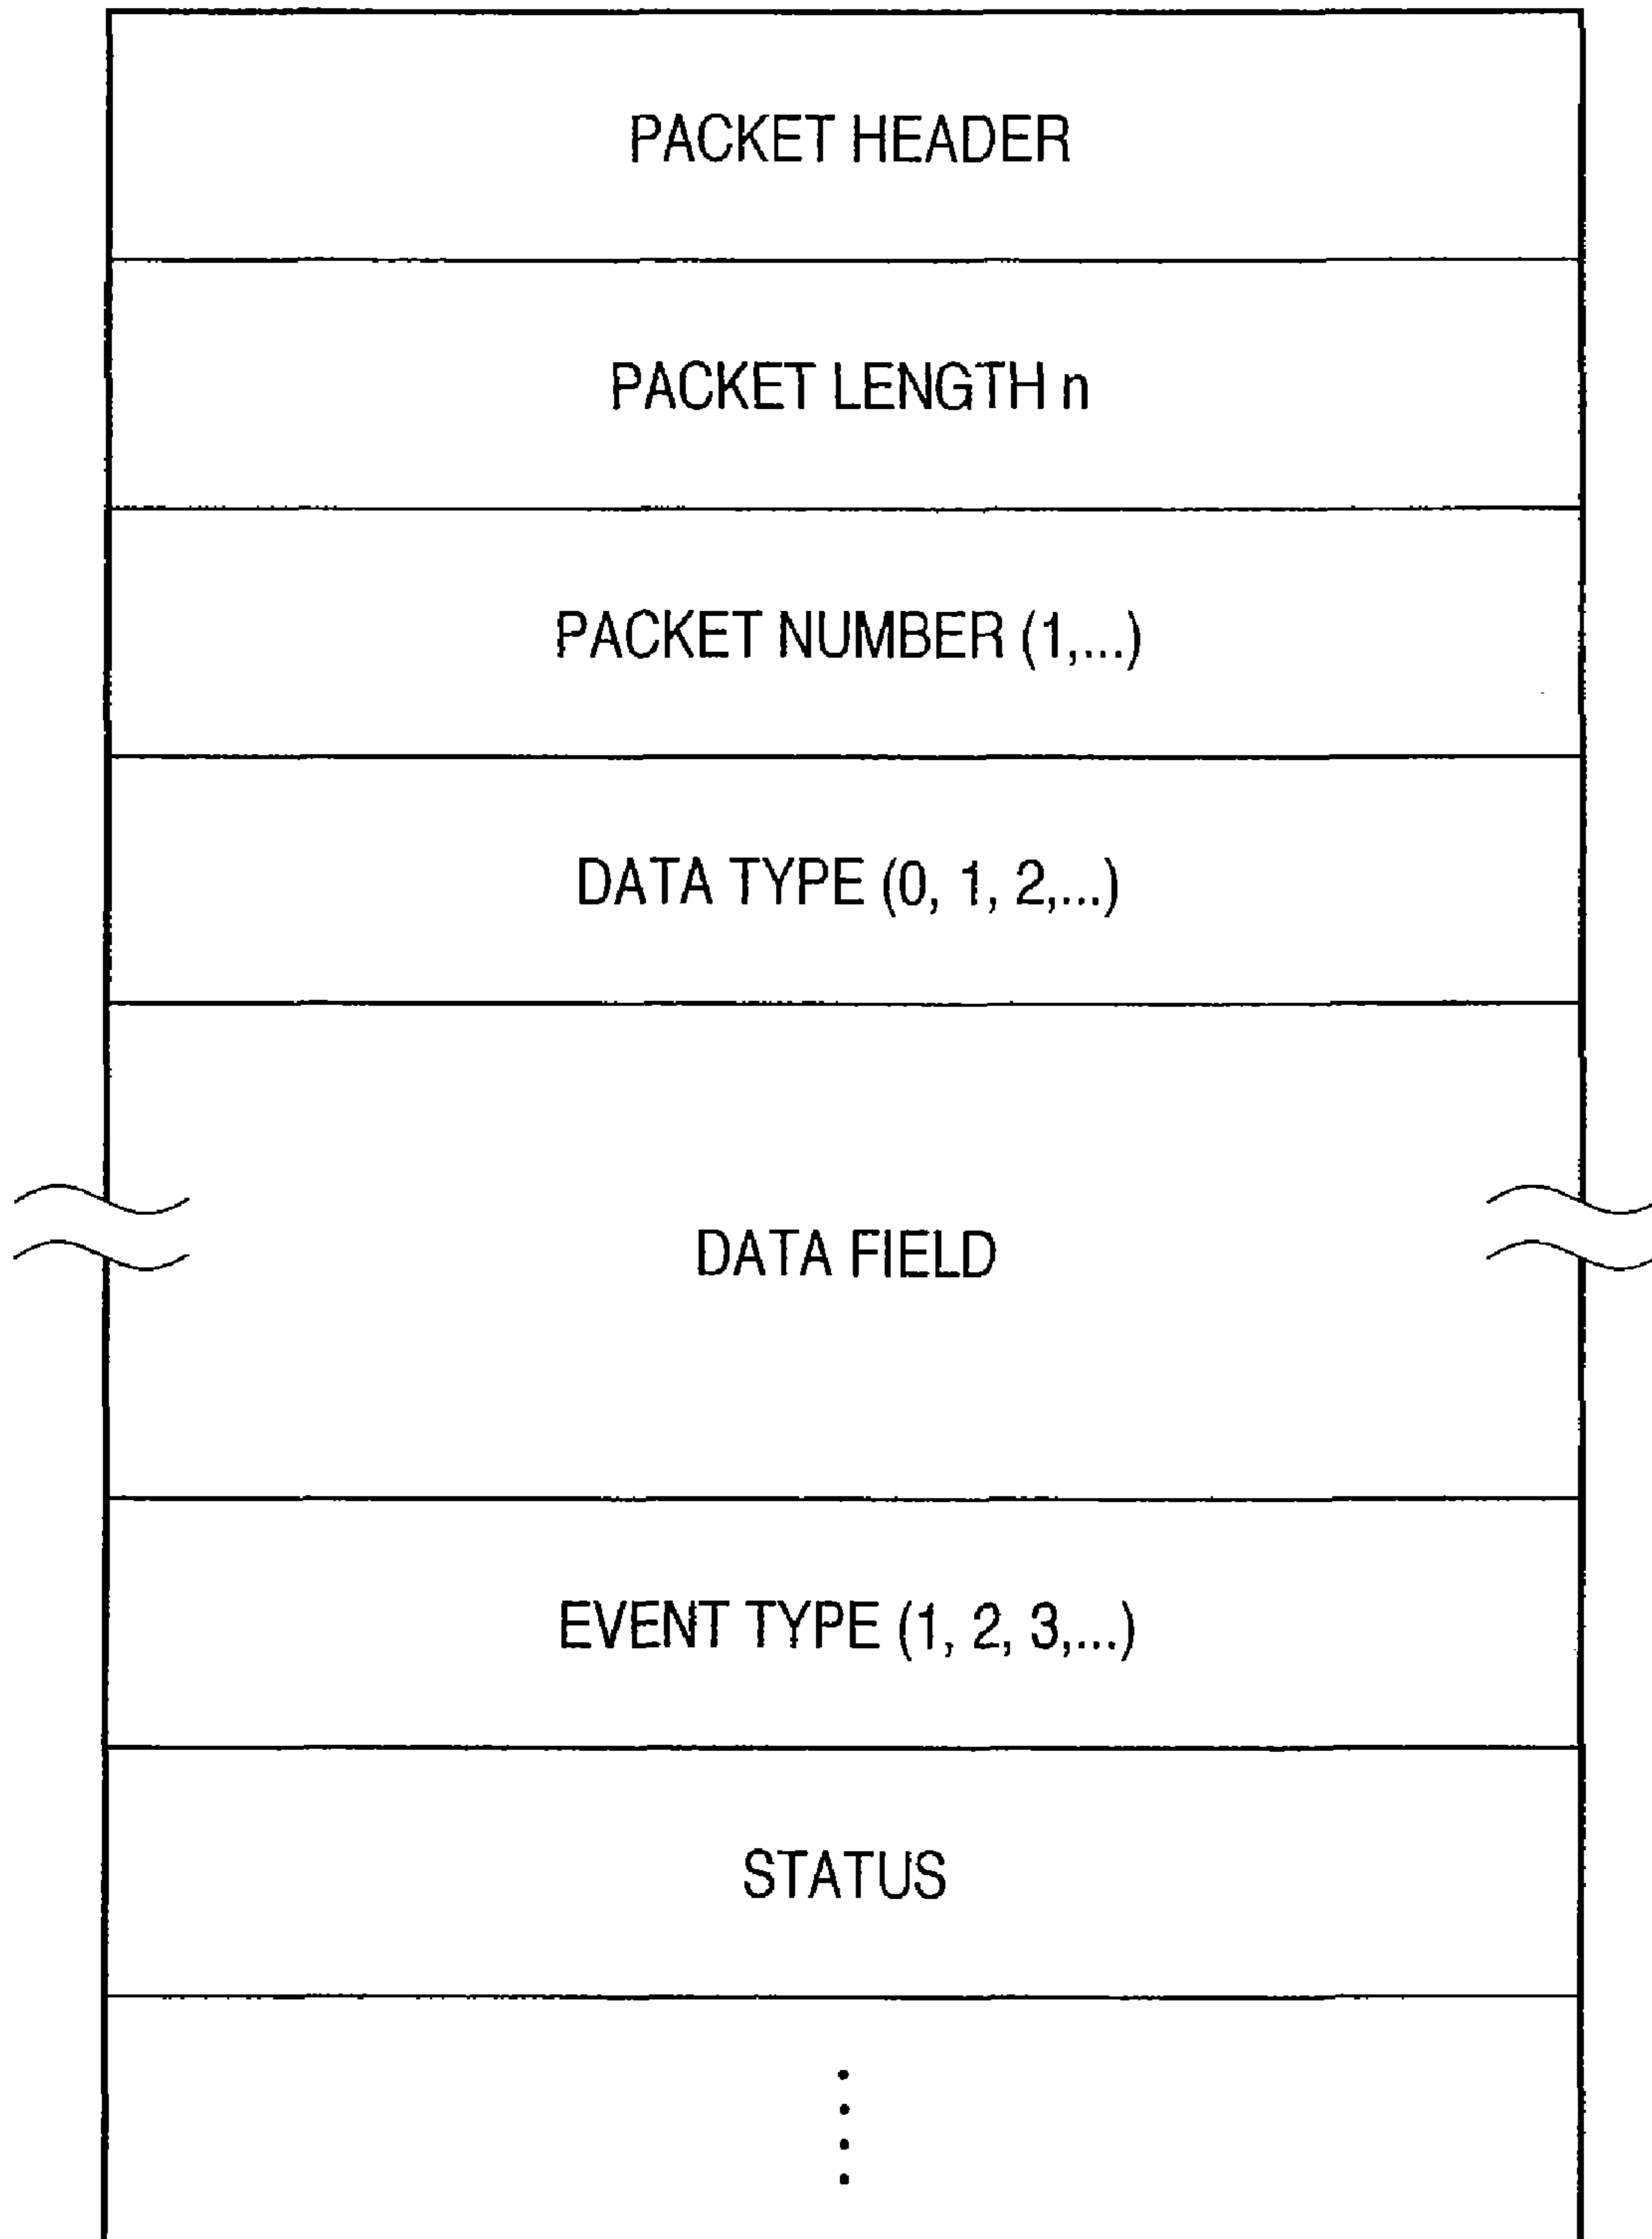 PACKET HEADER
PACKET LENGTH n
PACKET NUMBER (1,...)
DATA TYPE (0, 1, 2,...)
DATA FIELD
EVENT TYPE (1, 2, 3,...)
STATUS